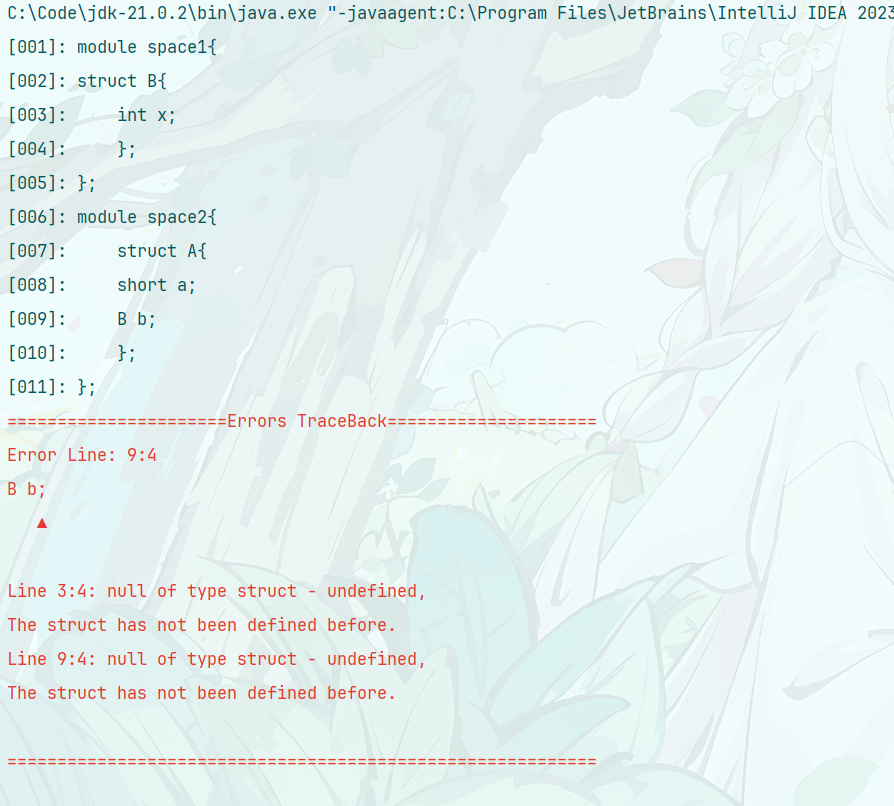 C:\Code\jdk-21.0.2\bin\java.exe "-javaagent:C:\Program Files\JetBrains\IntelliJ IDEA 2023
[001]: module space1{
[002]: struct B{
[003]:     int x;
[004]:     };
[005]: };
[006]: module space2{
[007]:     struct A{
[008]:     short a;
[009]:     B b;
[010]:     };
[011]: };
======================Errors TraceBack=====================
Error Line: 9:4
B b;
   ▲
Line 3:4: null of type struct - undefined,
The struct has not been defined before.
Line 9:4: null of type struct - undefined,
The struct has not been defined before.
===========================================================